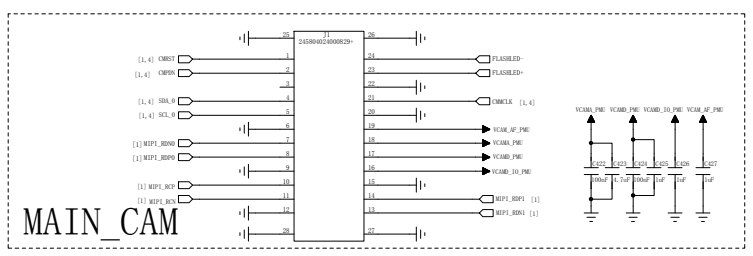 J1
245804024000829+
25
26
[1,4] CMRST
1
24
FLASHLED-
[1,4] CMPDN
2
23
FLASHLED+
3
22
[1,4] SDA_0
4
21
CMMCLK [1,4]
[1,4] SCL_0
5
20
6
19
VCAM_AF_PMU
[1] MIPI_RDN0
7
18
VCAMA_PMU
[1] MIPI_RDP0
8
17
VCAMD_PMU
9
16
VCAMD_IO_PMU
[1] MIPI_RCP
10
15
[1] MIPI_RCN
11
14
MIPI_RDP1 [1]
12
13
MIPI_RDN1 [1]
28
27
MAIN_CAM
VCAMA_PMU VCAMD_PMU VCAMD_IO_PMU VCAM_AF_PMU
C422 C423 C424 C425 C426 C427
100nF 4.7uF 100nF 1uF 1uF 1uF